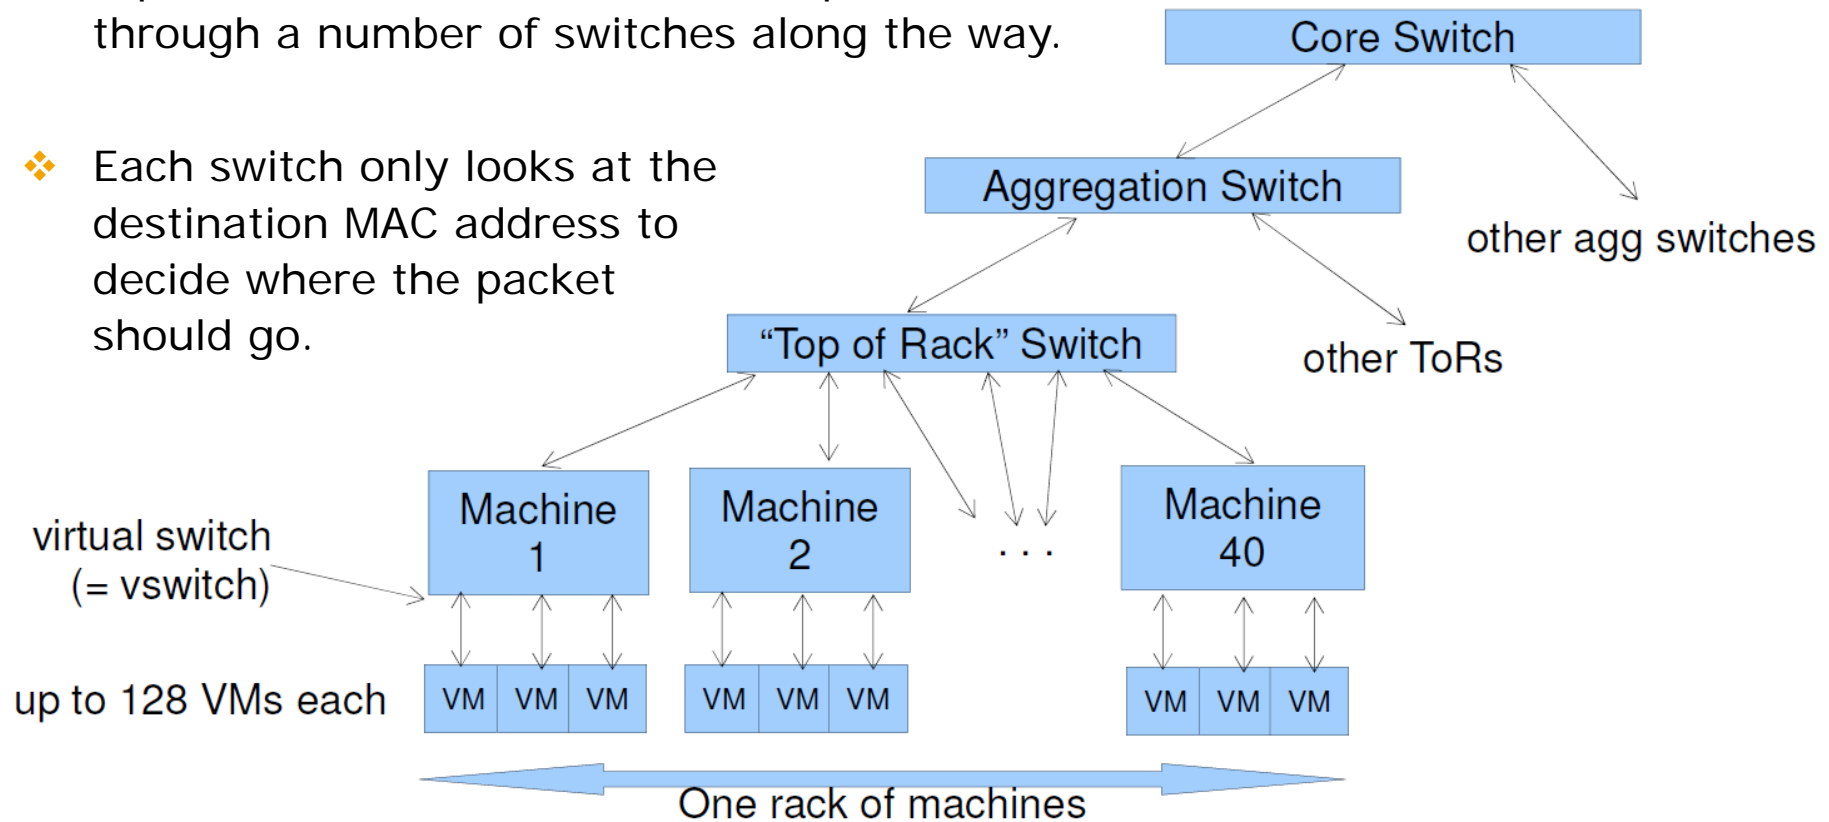 through a number of switches along the way.
Each switch only looks at the
destination MAC address to
decide where the packet
should go.
Core Switch
Aggregation Switch
other agg switches
“Top of Rack” Switch
other ToRs
Machine
1
Machine
2
. . .
Machine
40
virtual switch
(= vswitch)
up to 128 VMs each
VM VM VM
VM VM VM
VM VM VM
One rack of machines